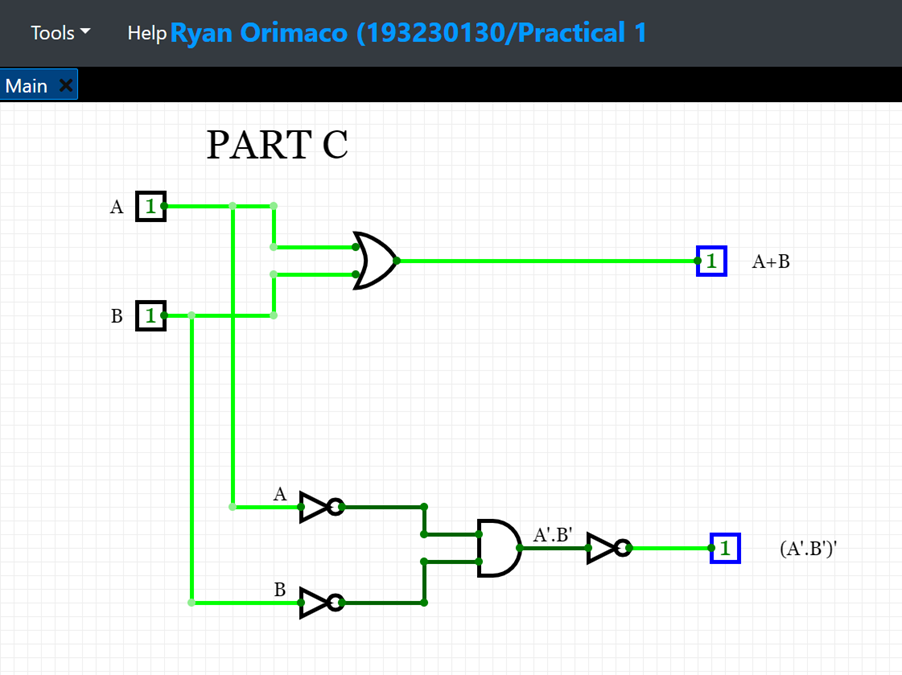 Tools Help Ryan Orimaco (193230130/Practical 1
Main
PART C
A 1
1 A+B
B 1
A
A'.B' 1 (A'.B')'
B